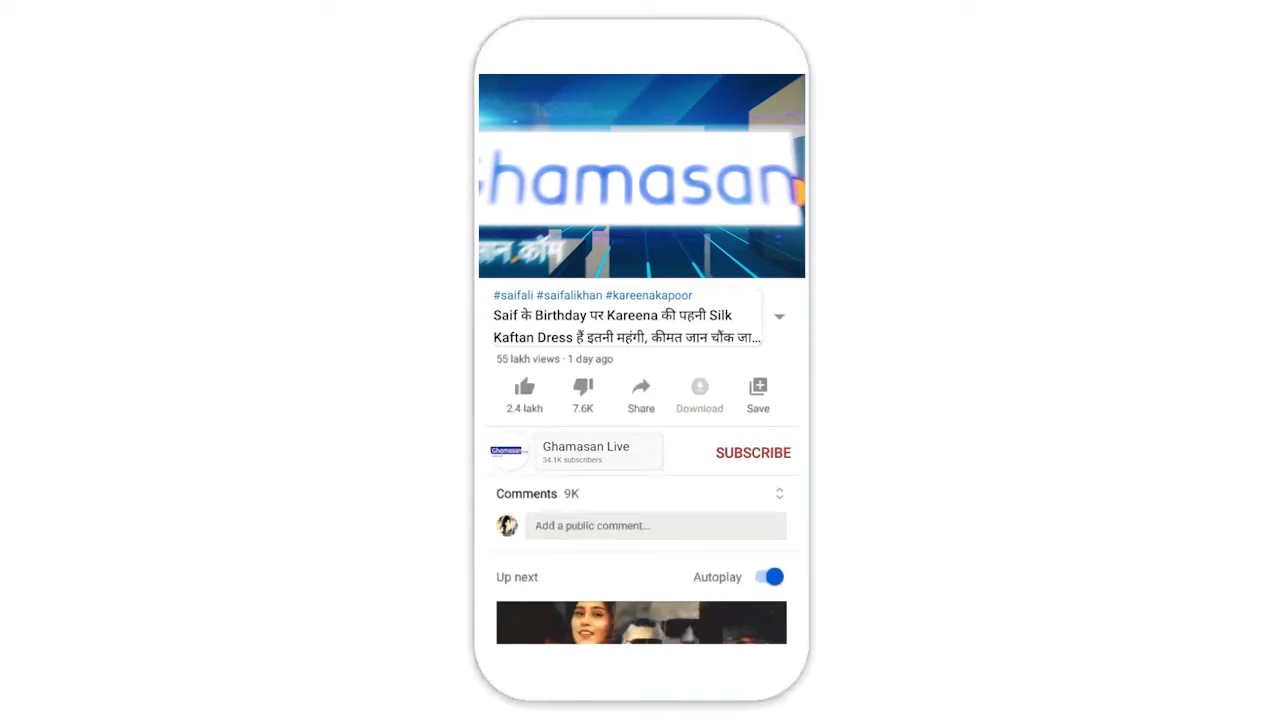 hamasan
#saifali #saifalikhan #kareenakapoor
Saif के Birthday पर Kareena की पहनी Silk
Kaftan Dress हैं इतनी महंगी, कीमत जान चौंक जा...
55 lakh views · 1 day ago
2.4 lakh 7.6K Share Download Save
Ghamasan
Ghamasan Live
34.1K subscribers
SUBSCRIBE
Comments 9K
Add a public comment...
Up next Autoplay